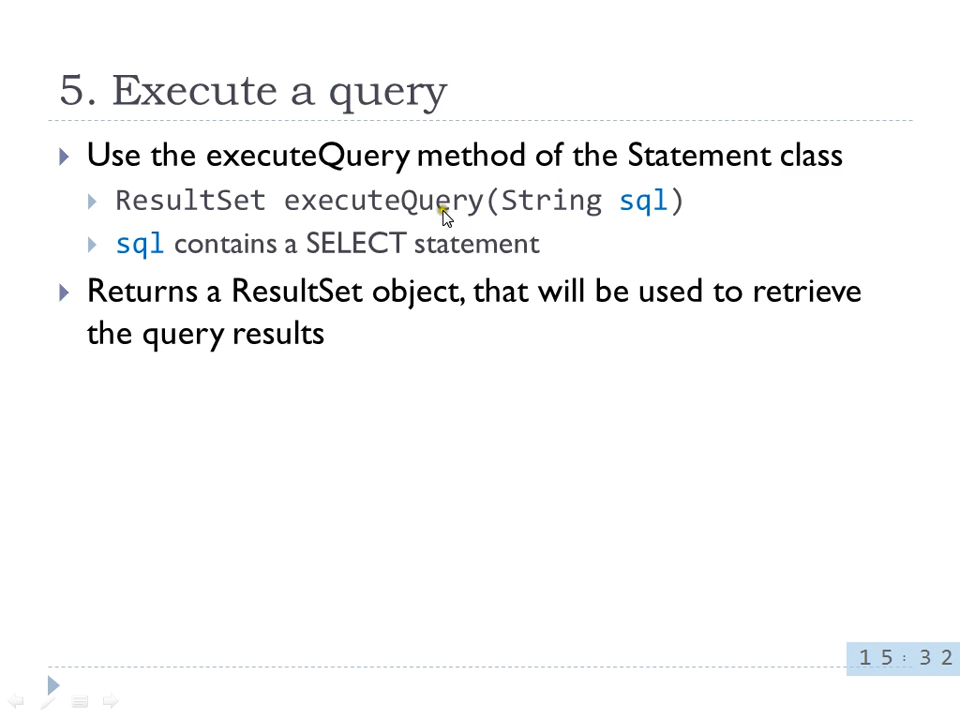 5. Execute a query
Use the executeQuery method of the Statement class
ResultSet executeQuery(String sql)
sql contains a SELECT statement
Returns a ResultSet object, that will be used to retrieve
the query results
15:32